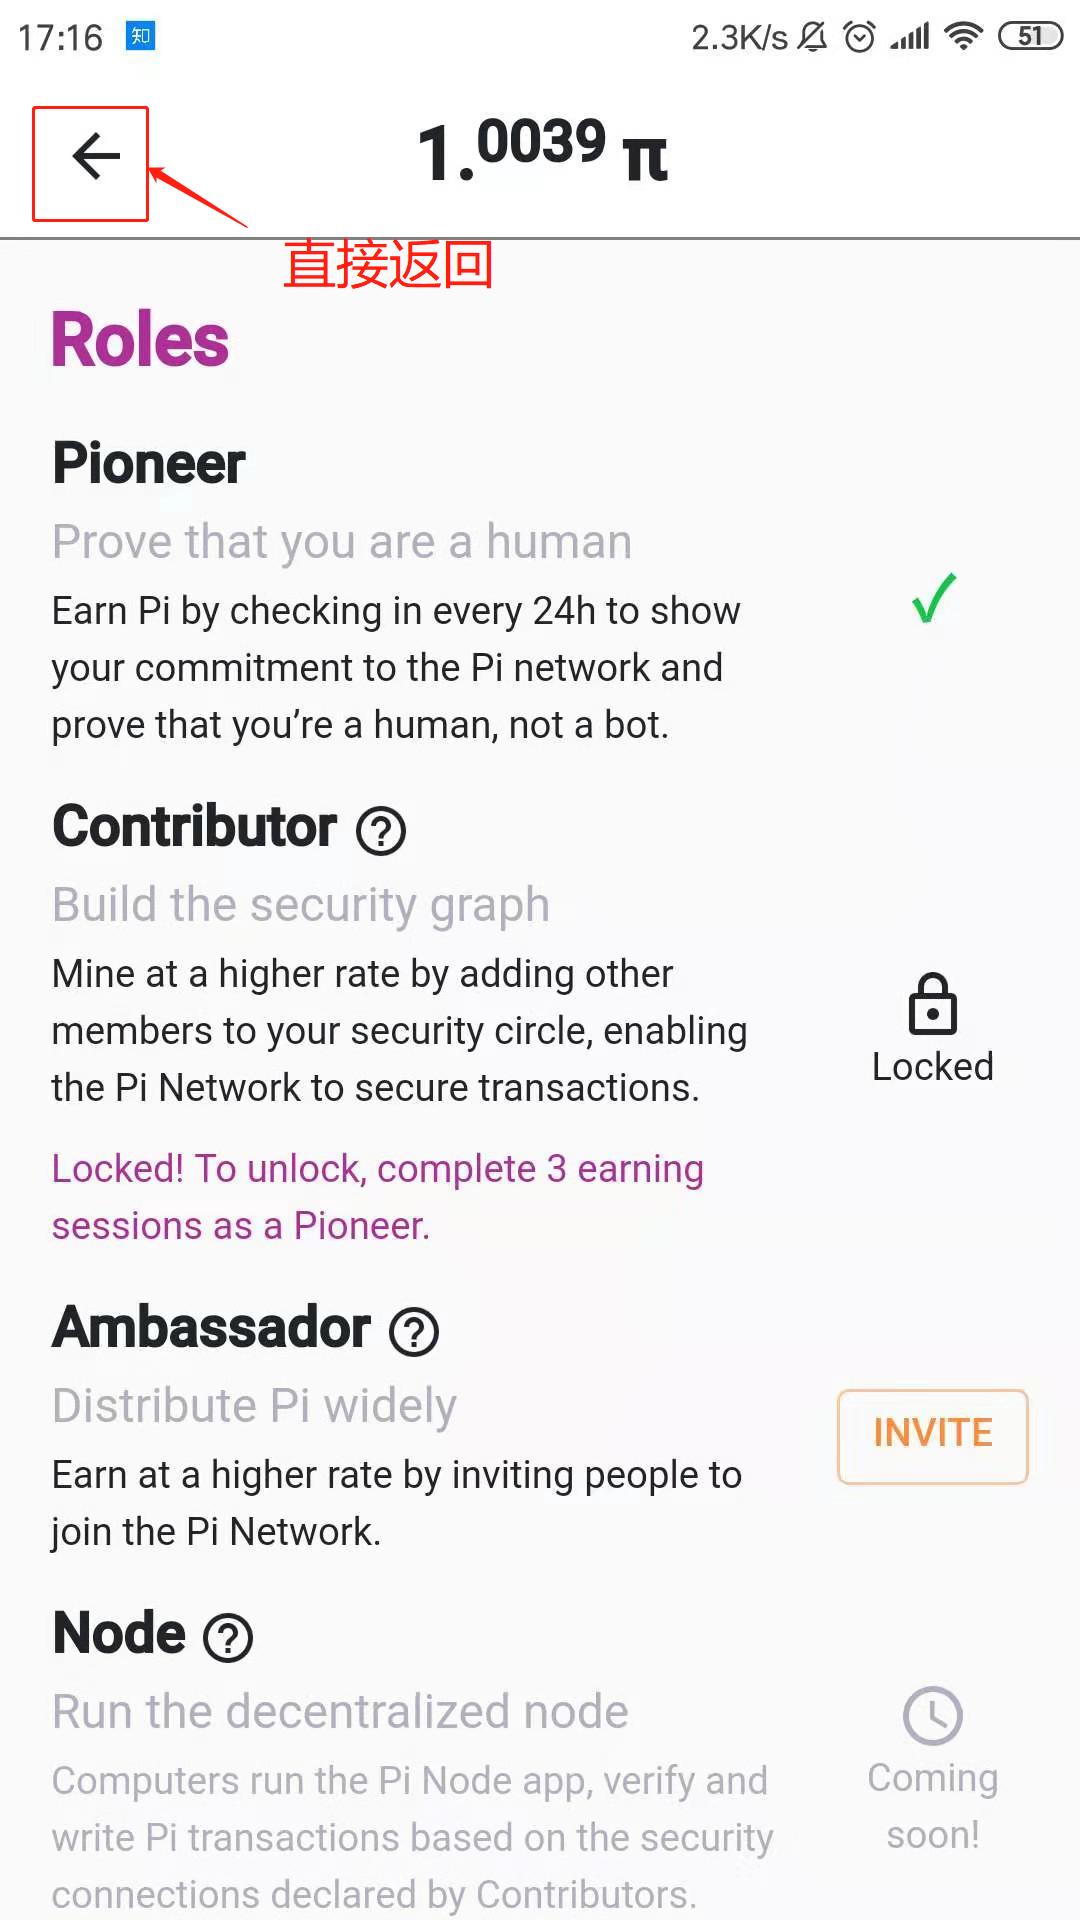 17:16 知 2.3K/s 51
1.0039 π
直接返回
Roles
Pioneer
Prove that you are a human
Earn Pi by checking in every 24h to show
your commitment to the Pi network and
prove that you’re a human, not a bot.
Contributor ?
Build the security graph
Mine at a higher rate by adding other
members to your security circle, enabling
the Pi Network to secure transactions.
Locked
Locked! To unlock, complete 3 earning
sessions as a Pioneer.
Ambassador ?
Distribute Pi widely
INVITE
Earn at a higher rate by inviting people to
join the Pi Network.
Node ?
Run the decentralized node
Computers run the Pi Node app, verify and
write Pi transactions based on the security
connections declared by Contributors.
Coming
soon!